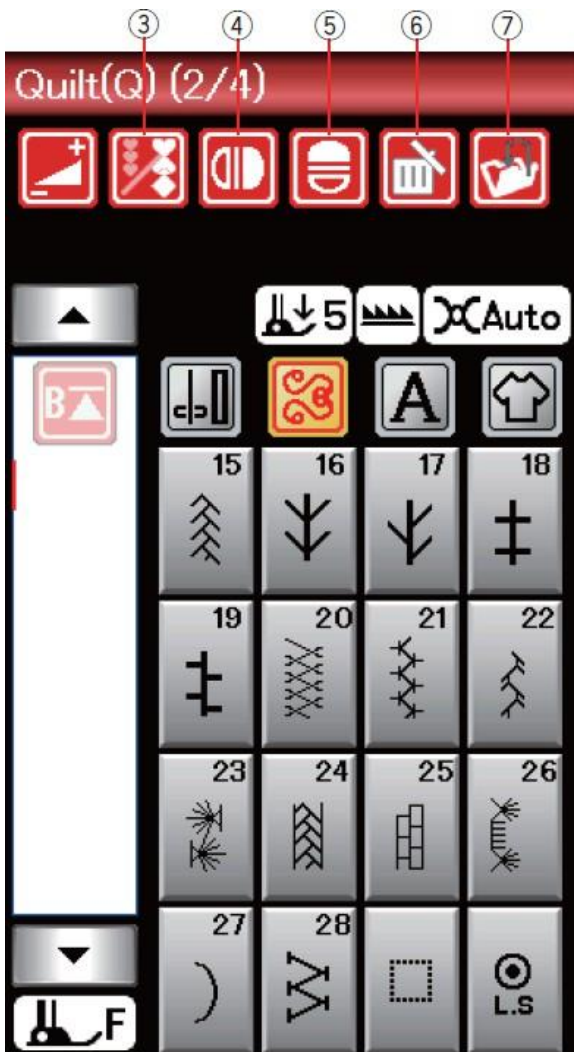 ③ ④ ⑤ ⑥ ⑦
Quilt(Q) (2/4)
+
−
5 Auto
B A
15 16 17 18
19 20 21 22
23 24 25 26
27 28
L.S
F